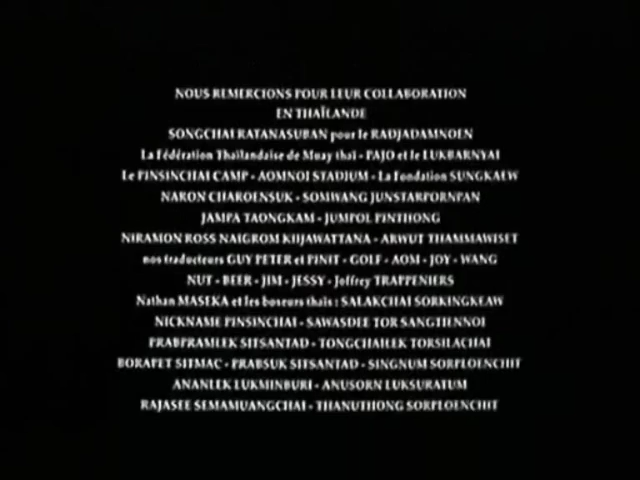 NOUS REMERCIONS POUR LEUR COLLABORATION
EN THAÏLANDE
SONGCHAI RATANASUBAN pour le RADJADAMNOEN
La Fédération Thaïlandaise de Muay thaï - PAJO et le LUKBARNYAI
Le PINSINCHAI CAMP - AOMNOI STADIUM - La Fondation SUNGKAEW
NARON CHAROENSUK - SOMWANG JUNSTARPORNPAN
JAMPA TAONGKAM - JUMPOL PINTHONG
NIRAMON ROSS NAIGROM KIIJAWATTANA - ARWUT THAMMAWISET
nos traducteurs GUY PETER et PINIT - GOLF - AOM - JOY - WANG
NUT - BEER - JIM - JESSY - Joffrey TRAPPENIERS
Nathan MASEKA et les boxeurs thaïs : SALAKCHAI SORKINGKEAW
NICKNAME PINSINCHAI - SAWASDEE TOR SANGTIENNOI
PRABPRAMLEK SITSANTAD - TONGCHAILEK TORSILACHAI
BORAPET SITMAC - PRABSUK SITSANTAD - SINGNUM SORPLOENCHIT
ANANLEK LUKMINBURI - ANUSORN LUKSURATUM
RAJASEE SEMAMUANGCHAI - THANUTHONG SORPLOENCHIT